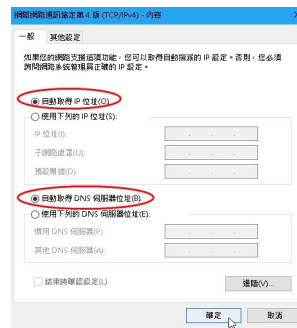 網際網路通訊協定第 4 版 (TCP/IPv4) - 內容
一般 其他設定
如果您的網路支援這項功能，您可以取得自動指派的 IP 設定。否則，您必須
詢問網路系統管理員正確的 IP 設定。
自動取得 IP 位址(O)
使用下列的 IP 位址(S):
IP 位址(I):
子網路遮罩(U):
預設閘道(D):
自動取得 DNS 伺服器位址(B)
使用下列的 DNS 伺服器位址(E):
慣用 DNS 伺服器(P):
其他 DNS 伺服器(A):
結束時確認設定(L)
進階(V)...
確定 取消